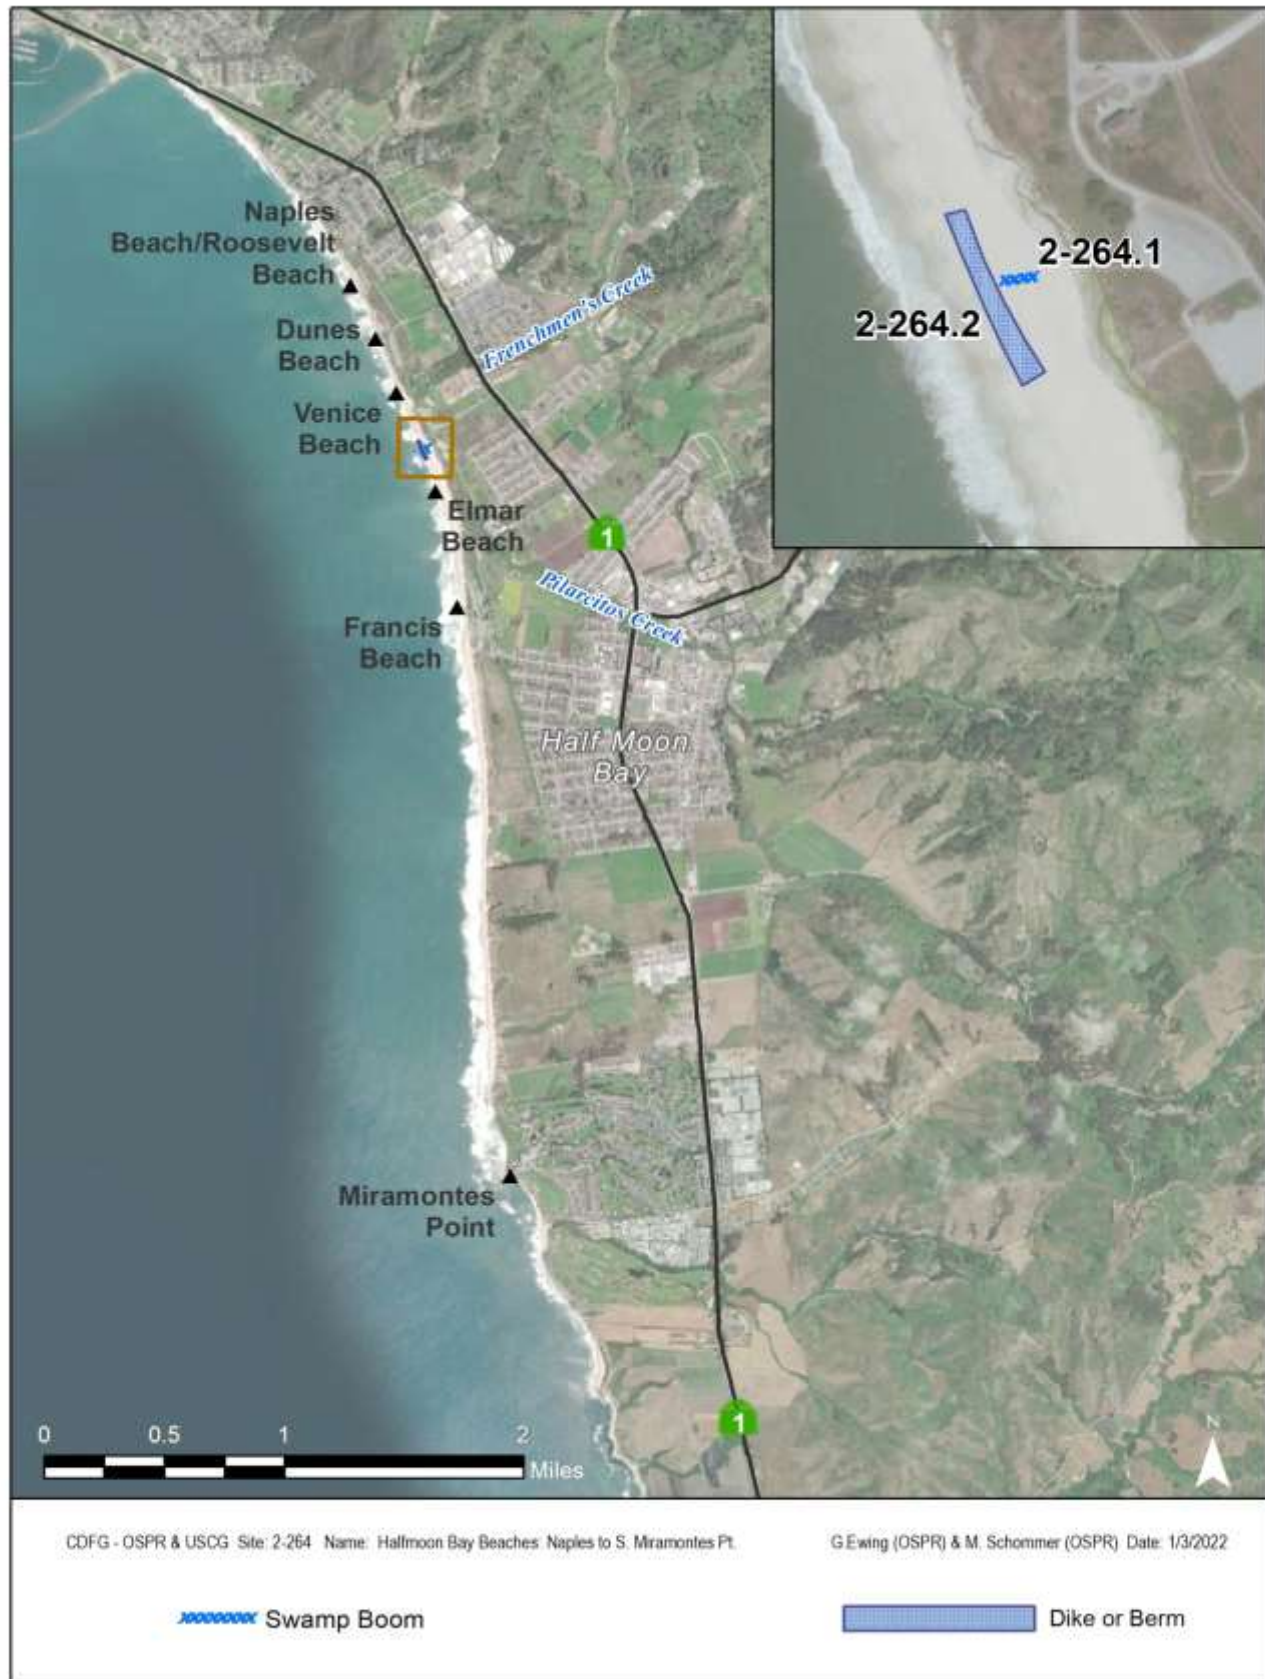 Naples
Beach/Roosevelt
Beach
Dunes
Beach
Venice
Beach
Elmar
Beach
Francis
Beach
Miramontes
Point
Frenchmen's Creek
Pilarcitos Creek
1
Half Moon
Bay
1
2-264.1
2-264.2
0 0.5 1 2
Miles
N
CDFG - OSPR & USCG Site: 2-264 Name: Halfmoon Bay Beaches: Naples to S. Miramontes Pt.
G.Ewing (OSPR) & M. Schommer (OSPR) Date: 1/3/2022
Swamp Boom
Dike or Berm